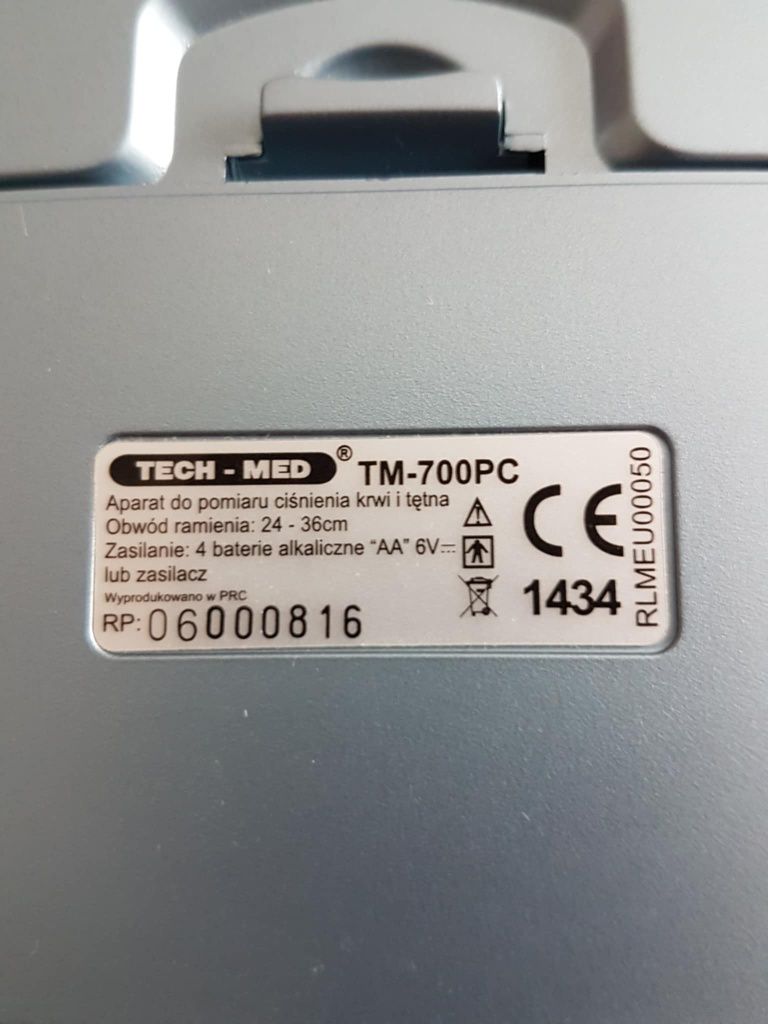 TECH - MED ® TM-700PC
Aparat do pomiaru ciśnienia krwi i tętna
Obwód ramienia: 24 - 36cm
Zasilanie: 4 baterie alkaliczne "AA" 6V⎓
lub zasilacz
Wyprodukowano w PRC
RP: 06000816
CE
1434
RLMEU00050